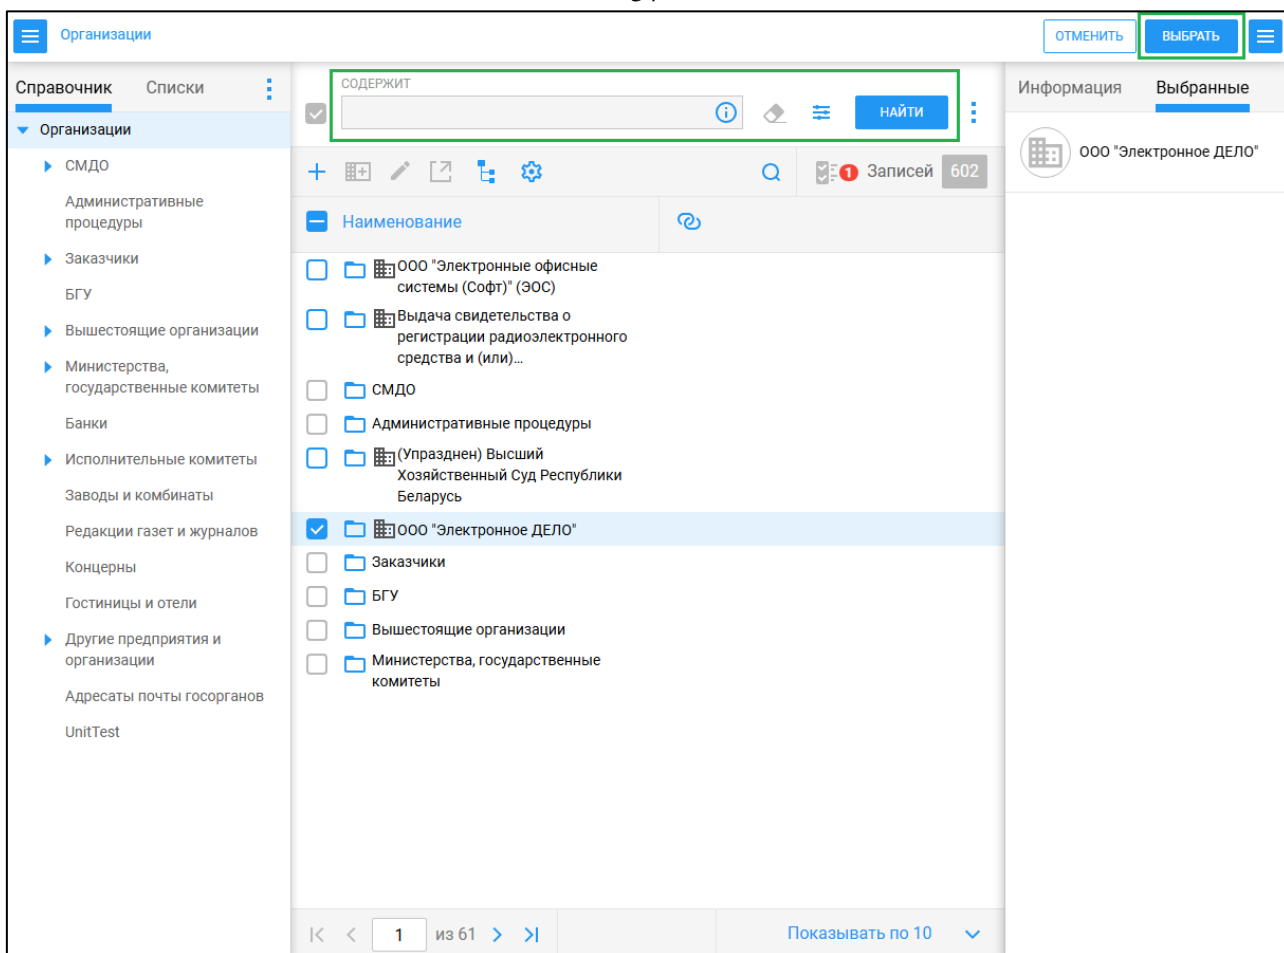 Организации
ОТМЕНИТЬ
ВЫБРАТЬ
Справочник
Списки
Организации
СМДО
Административные
процедуры
Заказчики
БГУ
Вышестоящие организации
Министерства,
государственные комитеты
Банки
Исполнительные комитеты
Заводы и комбинаты
Редакции газет и журналов
Концерны
Гостиницы и отели
Другие предприятия и
организации
Адресаты почты госорганов
UnitTest
СОДЕРЖИТ
НАЙТИ
1 Записей 602
Наименование
ООО "Электронные офисные
системы (Софт)" (ЭОС)
Выдача свидетельства о
регистрации радиоэлектронного
средства и (или)...
СМДО
Административные процедуры
(Упразднен) Высший
Хозяйственный Суд Республики
Беларусь
ООО "Электронное ДЕЛО"
Заказчики
БГУ
Вышестоящие организации
Министерства, государственные
комитеты
1 из 61
Показывать по 10
Информация
Выбранные
ООО "Электронное ДЕЛО"